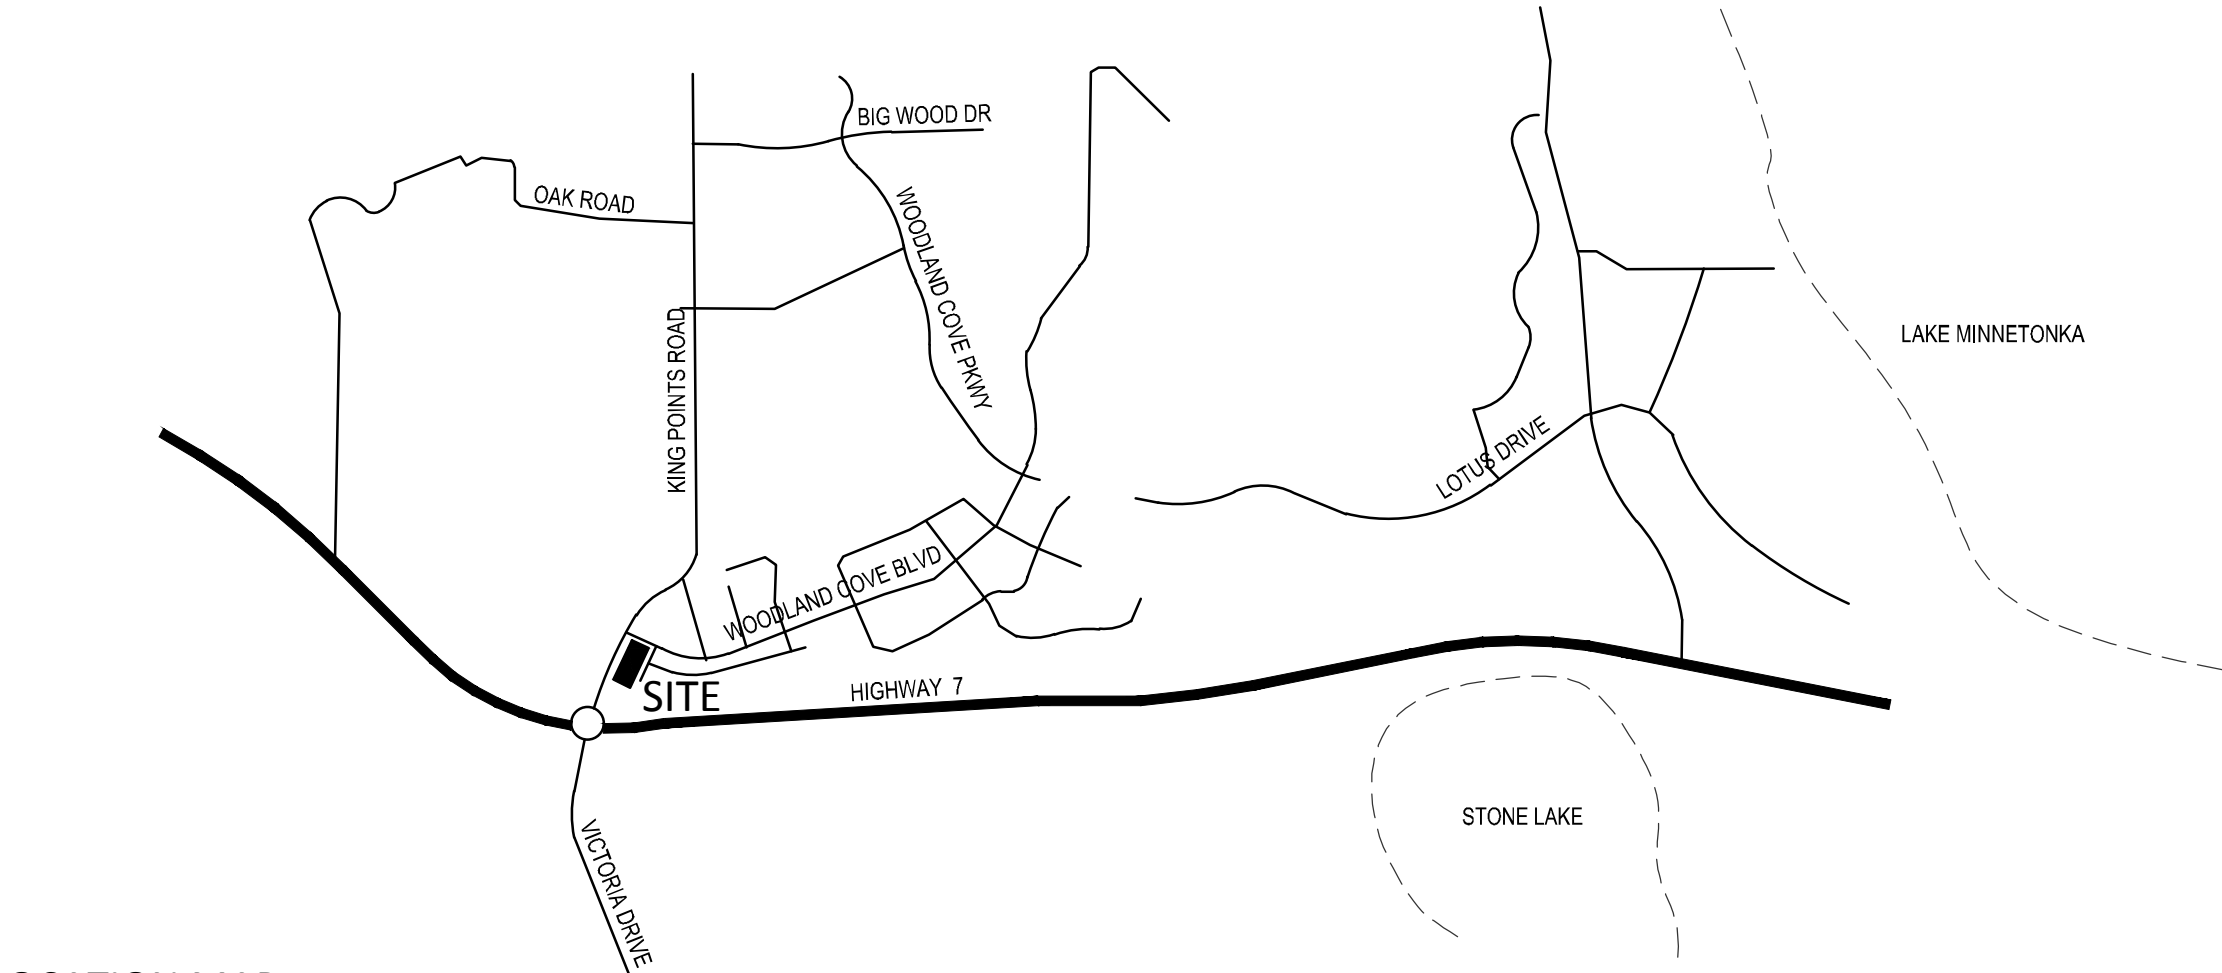 BIG WOOD DR
OAK ROAD
WOODLAND COVE PKWY
KING POINTS ROAD
LAKE MINNETONKA
LOTUS DRIVE
WOODLAND COVE BLVD
SITE
HIGHWAY 7
STONE LAKE
VICTORIA DRIVE